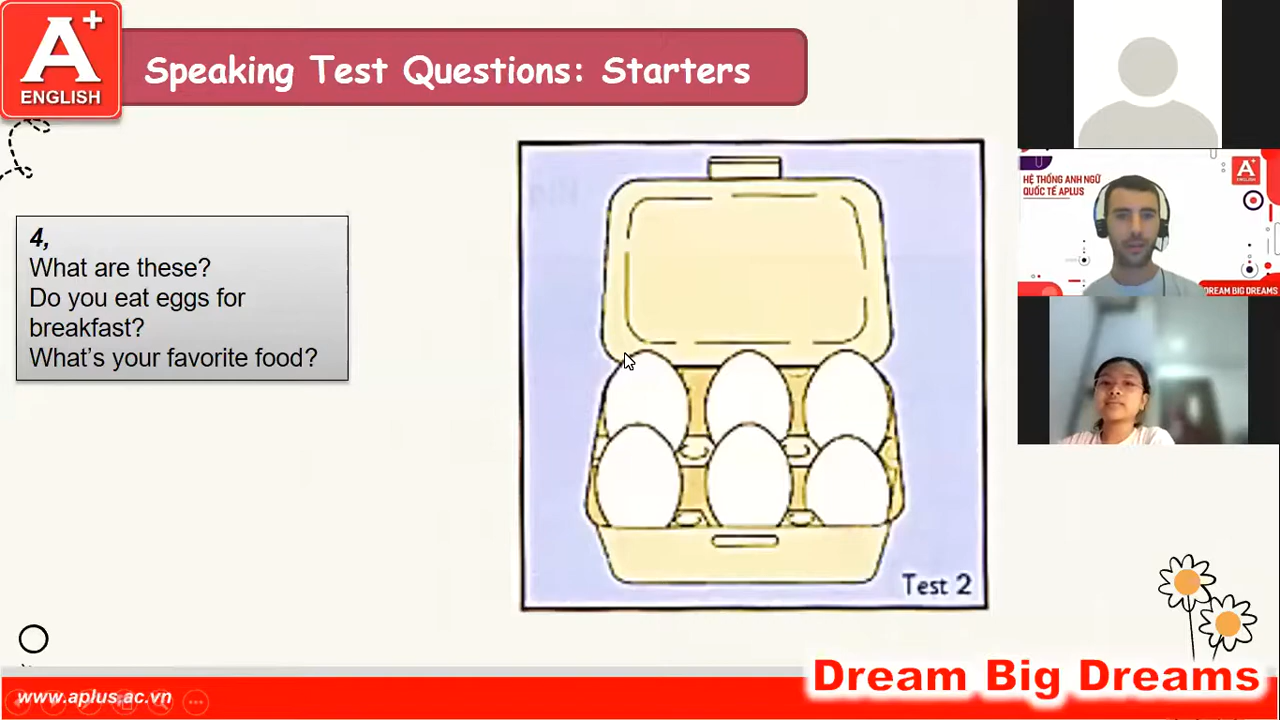 A+
ENGLISH
Speaking Test Questions: Starters
4,
What are these?
Do you eat eggs for
breakfast?
What's your favorite food?
Test 2
HỆ THỐNG ANH NGỮ
QUỐC TẾ APLUS
A+
DREAM BIG DREAMS
www.aplus.ac.vn
Dream Big Dreams